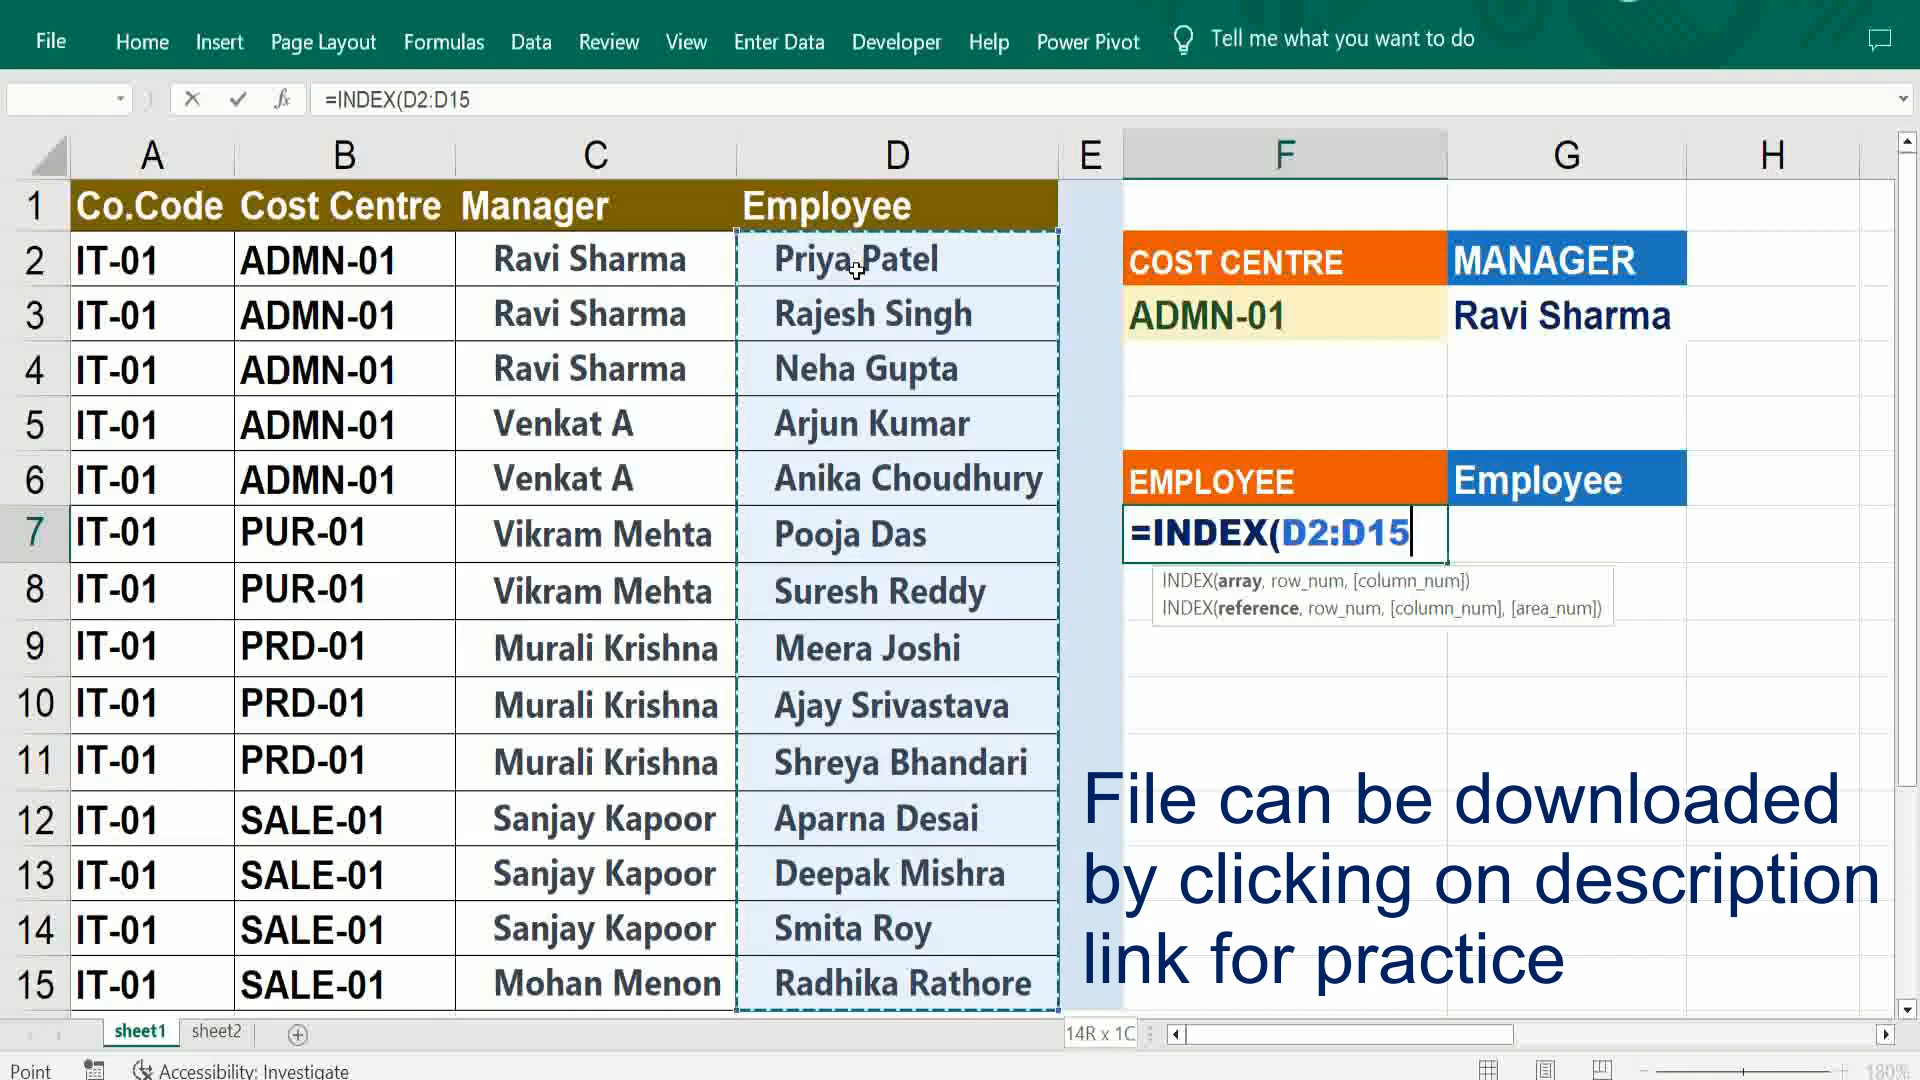 File Home Insert Page Layout Formulas Data Review View Enter Data Developer Help Power Pivot Tell me what you want to do
fx =INDEX(D2:D15
A B C D E F G H
1 Co.Code Cost Centre Manager Employee
2 IT-01 ADMN-01 Ravi Sharma Priya Patel COST CENTRE MANAGER
3 IT-01 ADMN-01 Ravi Sharma Rajesh Singh ADMN-01 Ravi Sharma
4 IT-01 ADMN-01 Ravi Sharma Neha Gupta
5 IT-01 ADMN-01 Venkat A Arjun Kumar
6 IT-01 ADMN-01 Venkat A Anika Choudhury EMPLOYEE Employee
7 IT-01 PUR-01 Vikram Mehta Pooja Das =INDEX(D2:D15
INDEX(array, row_num, [column_num])
8 IT-01 PUR-01 Vikram Mehta Suresh Reddy
INDEX(reference, row_num, [column_num], [area_num])
9 IT-01 PRD-01 Murali Krishna Meera Joshi
10 IT-01 PRD-01 Murali Krishna Ajay Srivastava
11 IT-01 PRD-01 Murali Krishna Shreya Bhandari
12 IT-01 SALE-01 Sanjay Kapoor Aparna Desai
13 IT-01 SALE-01 Sanjay Kapoor Deepak Mishra
14 IT-01 SALE-01 Sanjay Kapoor Smita Roy
15 IT-01 SALE-01 Mohan Menon Radhika Rathore
File can be downloaded
by clicking on description
link for practice
sheet1 sheet2 14R x 1C
Point Accessibility: Investigate 180%